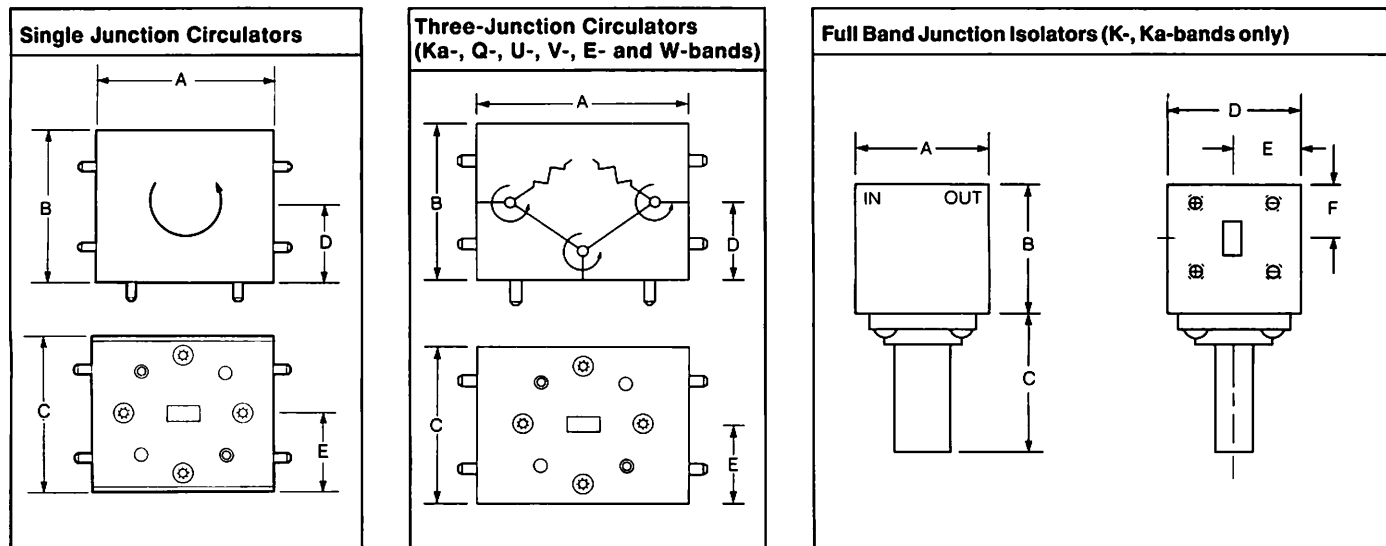 Single Junction Circulators
A
B
D
C
E
Three-Junction Circulators
(Ka-, Q-, U-, V-, E- and W-bands)
A
B
D
C
E
Full Band Junction Isolators (K-, Ka-bands only)
A
IN OUT
B
C
D
E
F